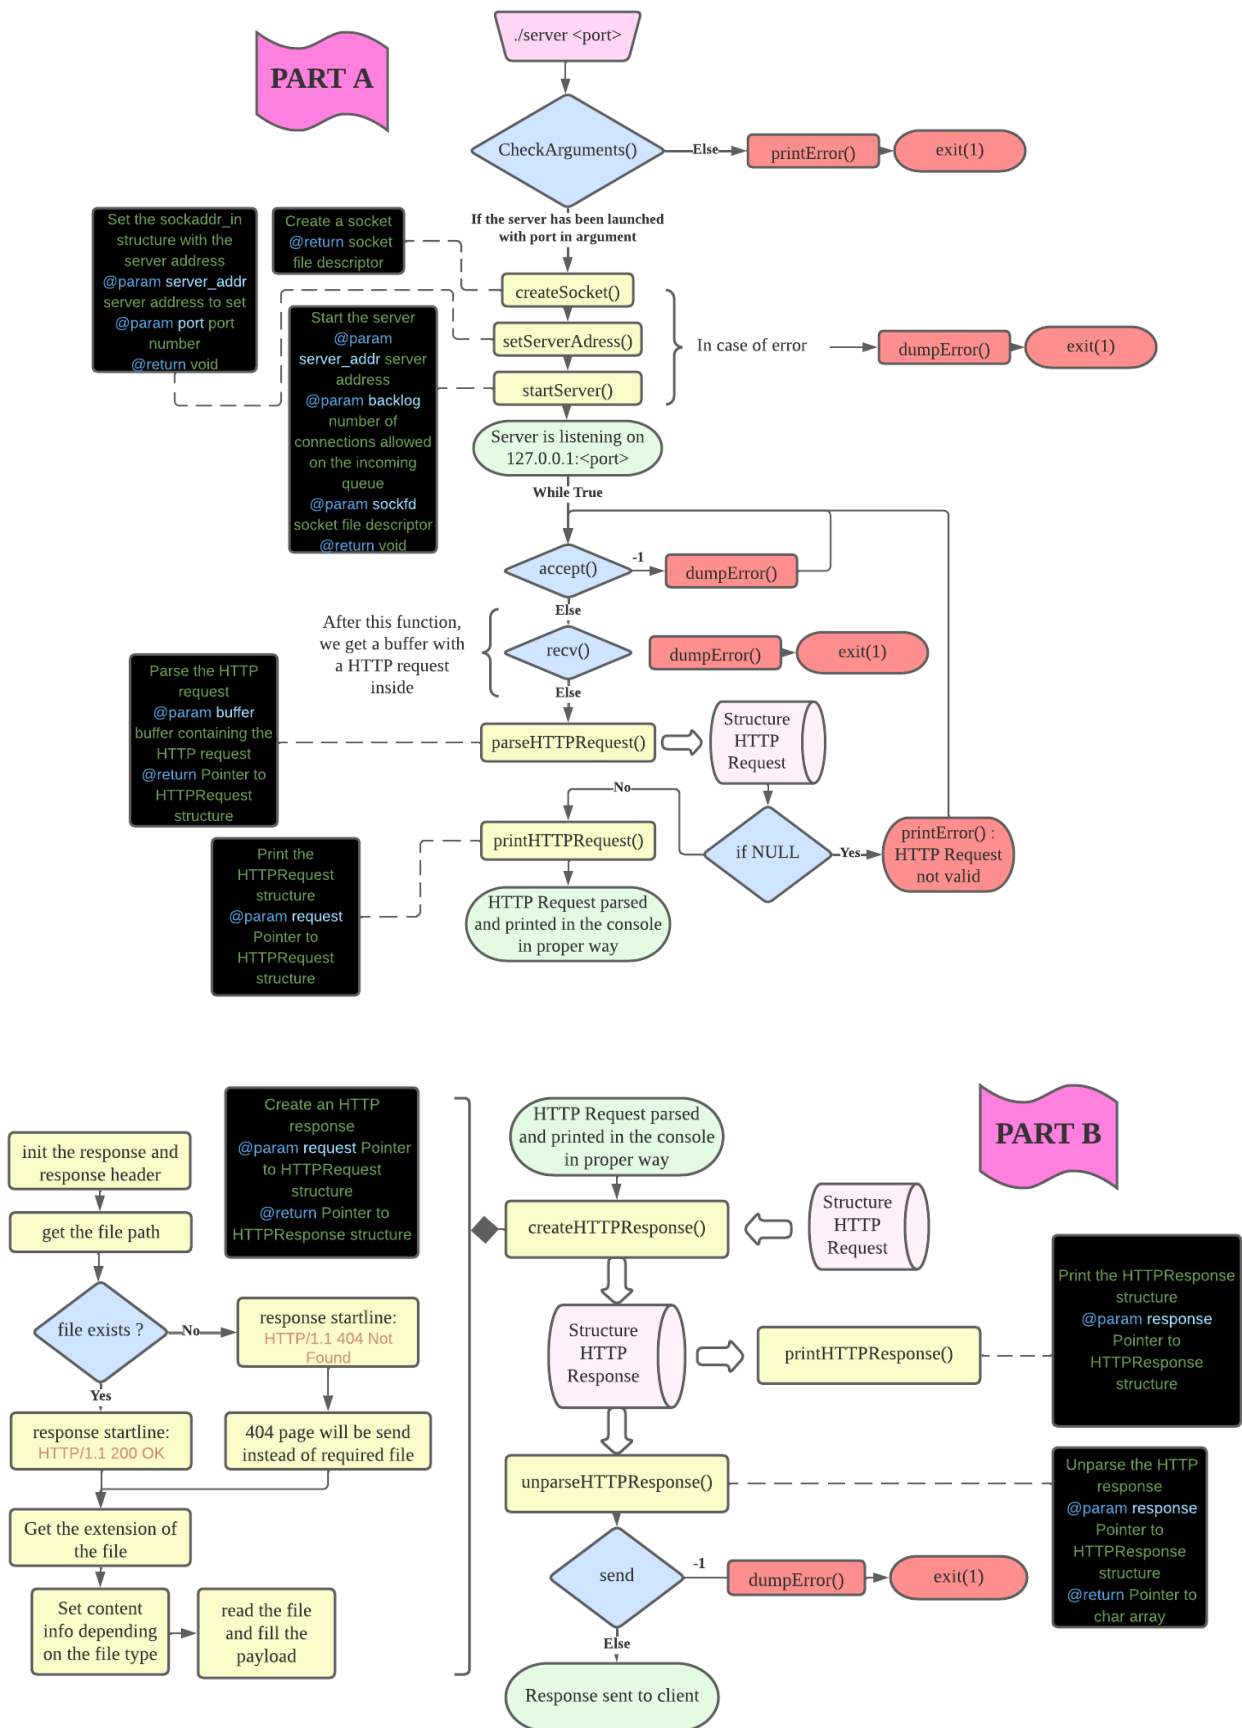 ./server <port>
PART A
CheckArguments()
Else
printError()
exit(1)
If the server has been launched
with port in argument
Set the sockaddr_in
structure with the
server address
@param server_addr
server address to set
@param port port
number
@return void
Create a socket
@return socket
file descriptor
createSocket()
Start the server
@param
server_addr server
address
@param backlog
number of
connections allowed
on the incoming
queue
@param sockfd
socket file descriptor
@return void
setServerAdress()
In case of error
dumpError()
exit(1)
startServer()
Server is listening on
127.0.0.1:<port>
While True
accept()
-1
dumpError()
Else
After this function,
we get a buffer with
a HTTP request
inside
recv()
dumpError()
exit(1)
Else
Parse the HTTP
request
@param buffer
buffer containing the
HTTP request
@return Pointer to
HTTPRequest
structure
parseHTTPRequest()
Structure
HTTP
Request
No
printHTTPRequest()
if NULL
Yes
printError() :
HTTP Request
not valid
Print the
HTTPRequest
structure
@param request
Pointer to
HTTPRequest
structure
HTTP Request parsed
and printed in the console
in proper way
PART B
HTTP Request parsed
and printed in the console
in proper way
Create an HTTP
response
@param request Pointer
to HTTPRequest
structure
@return Pointer to
HTTPResponse structure
init the response and
response header
get the file path
createHTTPResponse()
Structure
HTTP
Request
file exists ?
No
response startline:
HTTP/1.1 404 Not
Found
Yes
response startline:
HTTP/1.1 200 OK
404 page will be send
instead of required file
Get the extension of
the file
Set content
info depending
on the file type
read the file
and fill the
payload
Structure
HTTP
Response
printHTTPResponse()
Print the HTTPResponse
structure
@param response
Pointer to
HTTPResponse
structure
unparseHTTPResponse()
Unparse the HTTP
response
@param response
Pointer to
HTTPResponse
structure
@return Pointer to
char array
send
-1
dumpError()
exit(1)
Else
Response sent to client